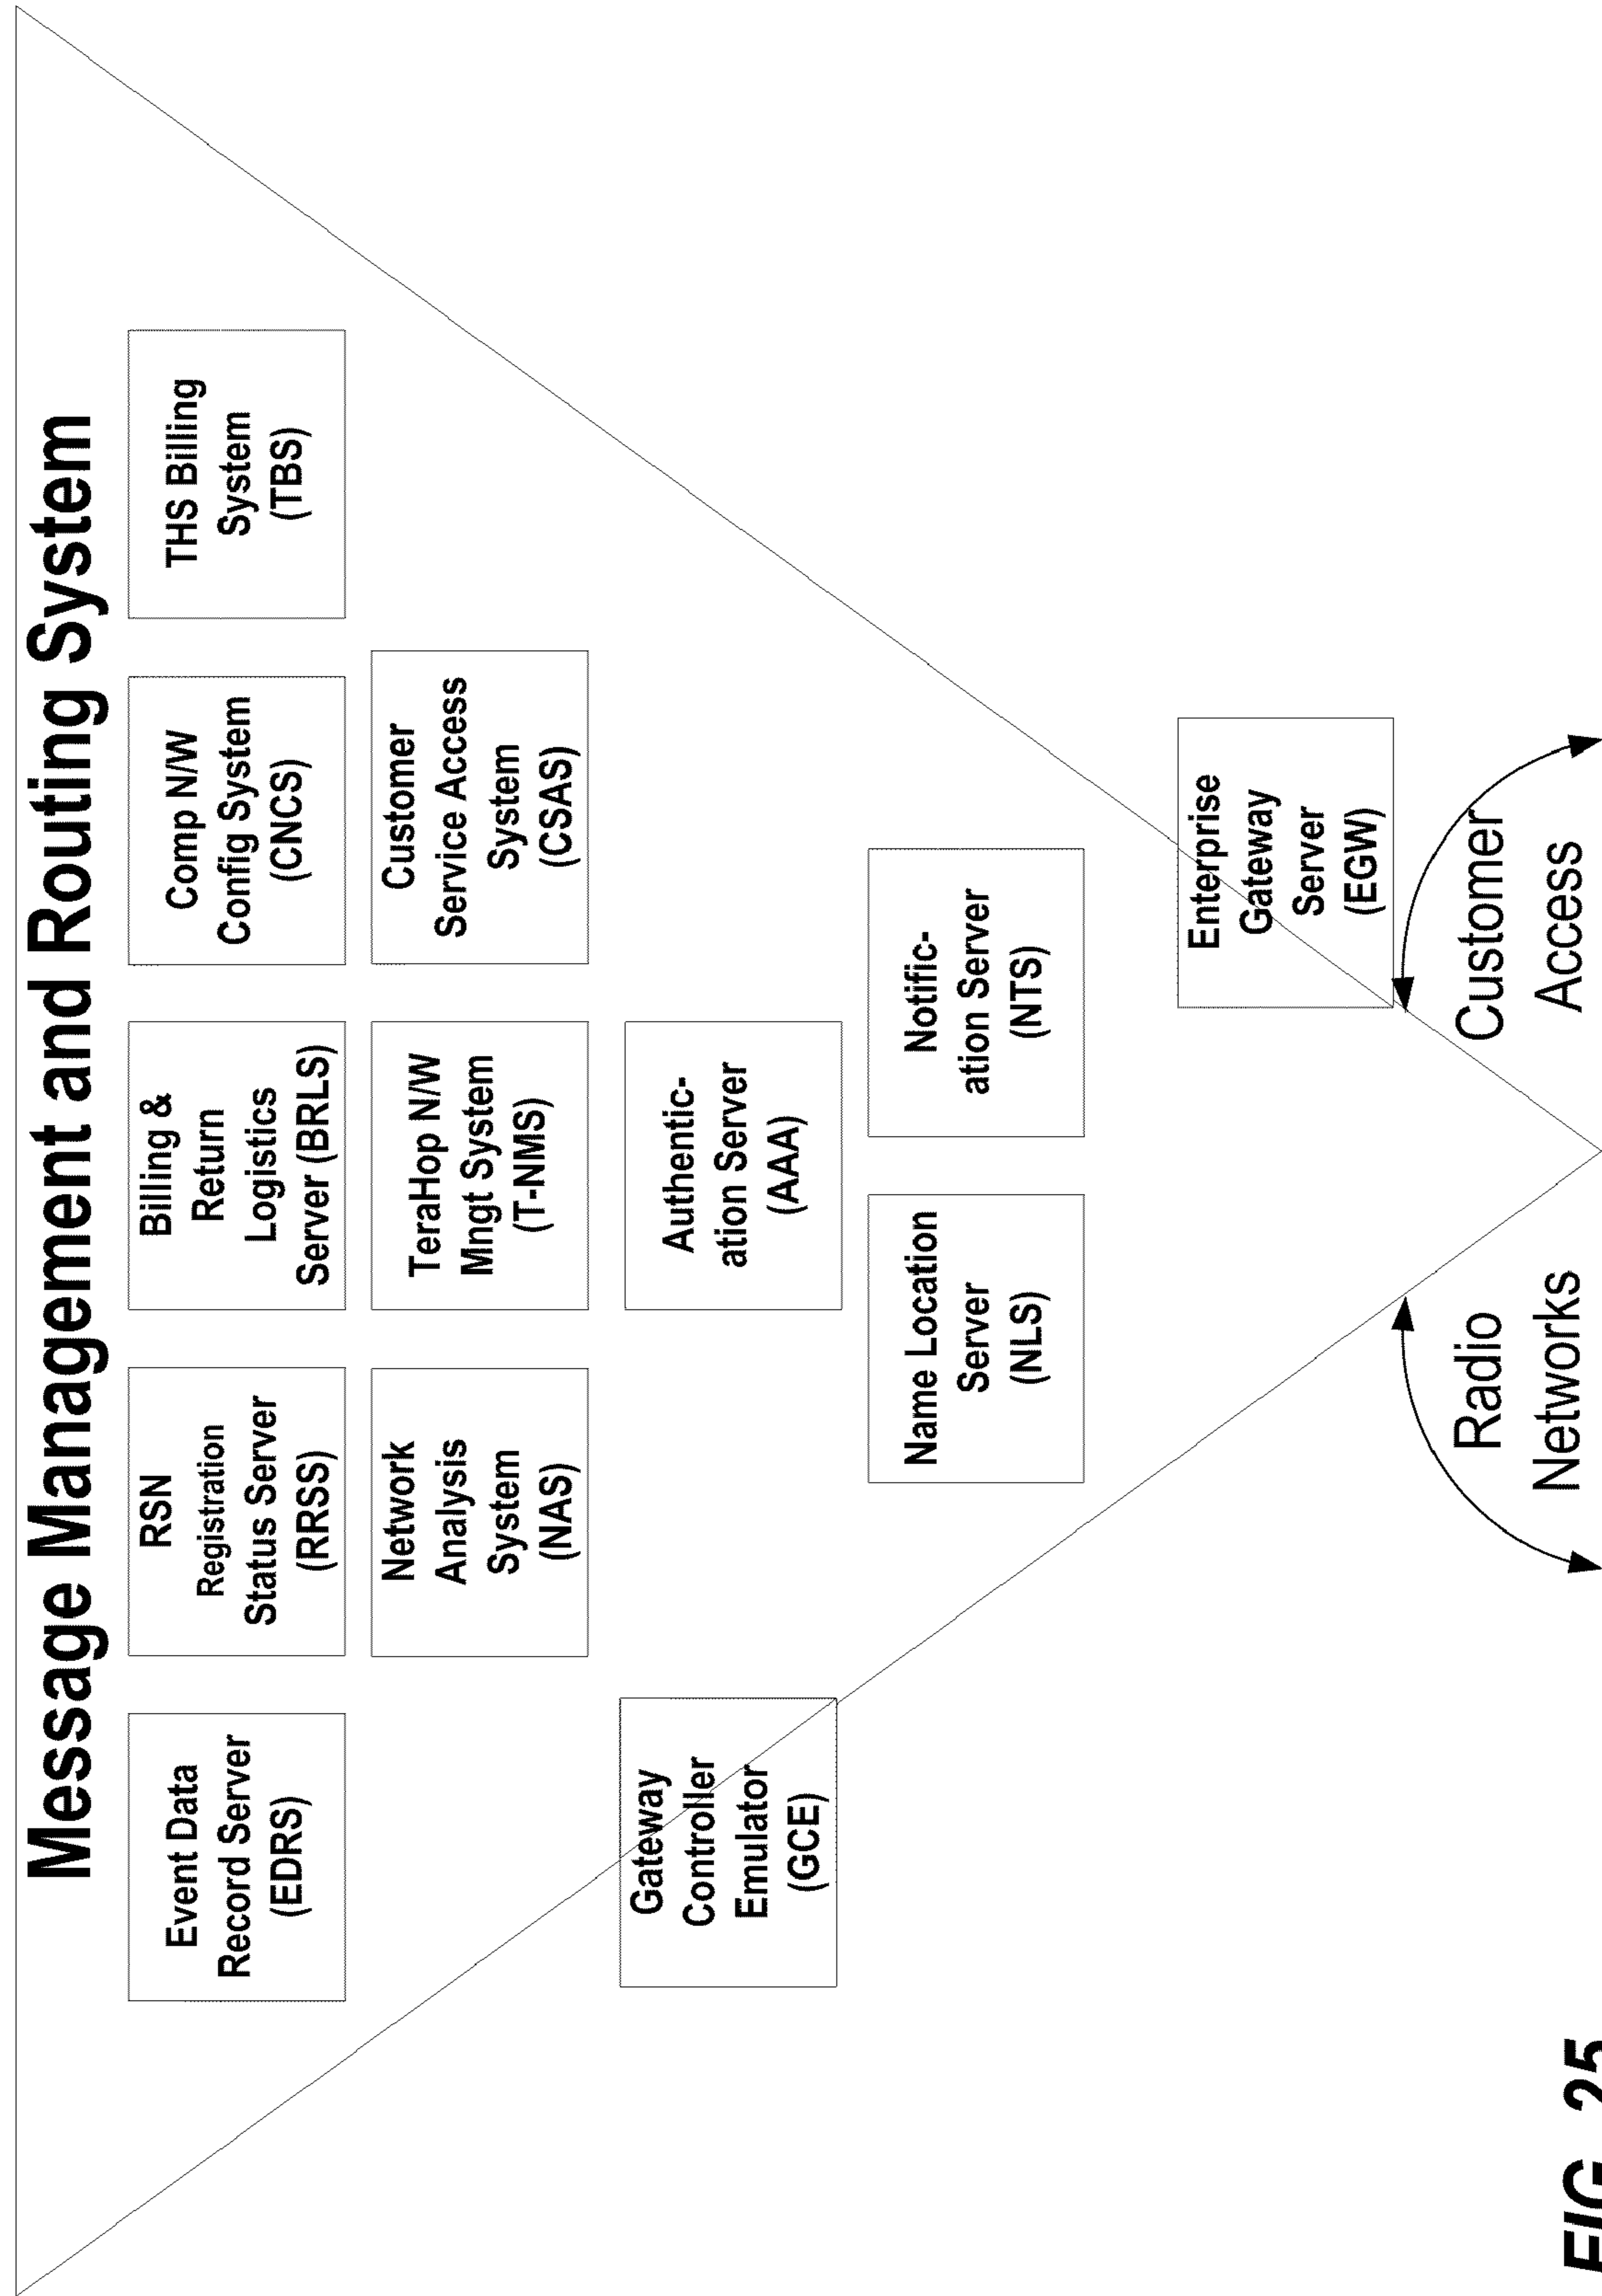 Message Management and Routing System
Event Data
Record Server
(EDRS)
RSN
Registration
Status Server
(RRSS)
Billing &
Return
Logistics
Server (BRLS)
Comp N/W
Config System
(CNCS)
THS Billing
System
(TBS)
Network
Analysis
System
(NAS)
TeraHop N/W
Mngt System
(T-NMS)
Customer
Service Access
System
(CSAS)
Gateway
Controller
Emulator
(GCE)
Authentic-
ation Server
(AAA)
Name Location
Server
(NLS)
Notific-
ation Server
(NTS)
Enterprise
Gateway
Server
(EGW)
Radio
Networks
Customer
Access
FIG. 25